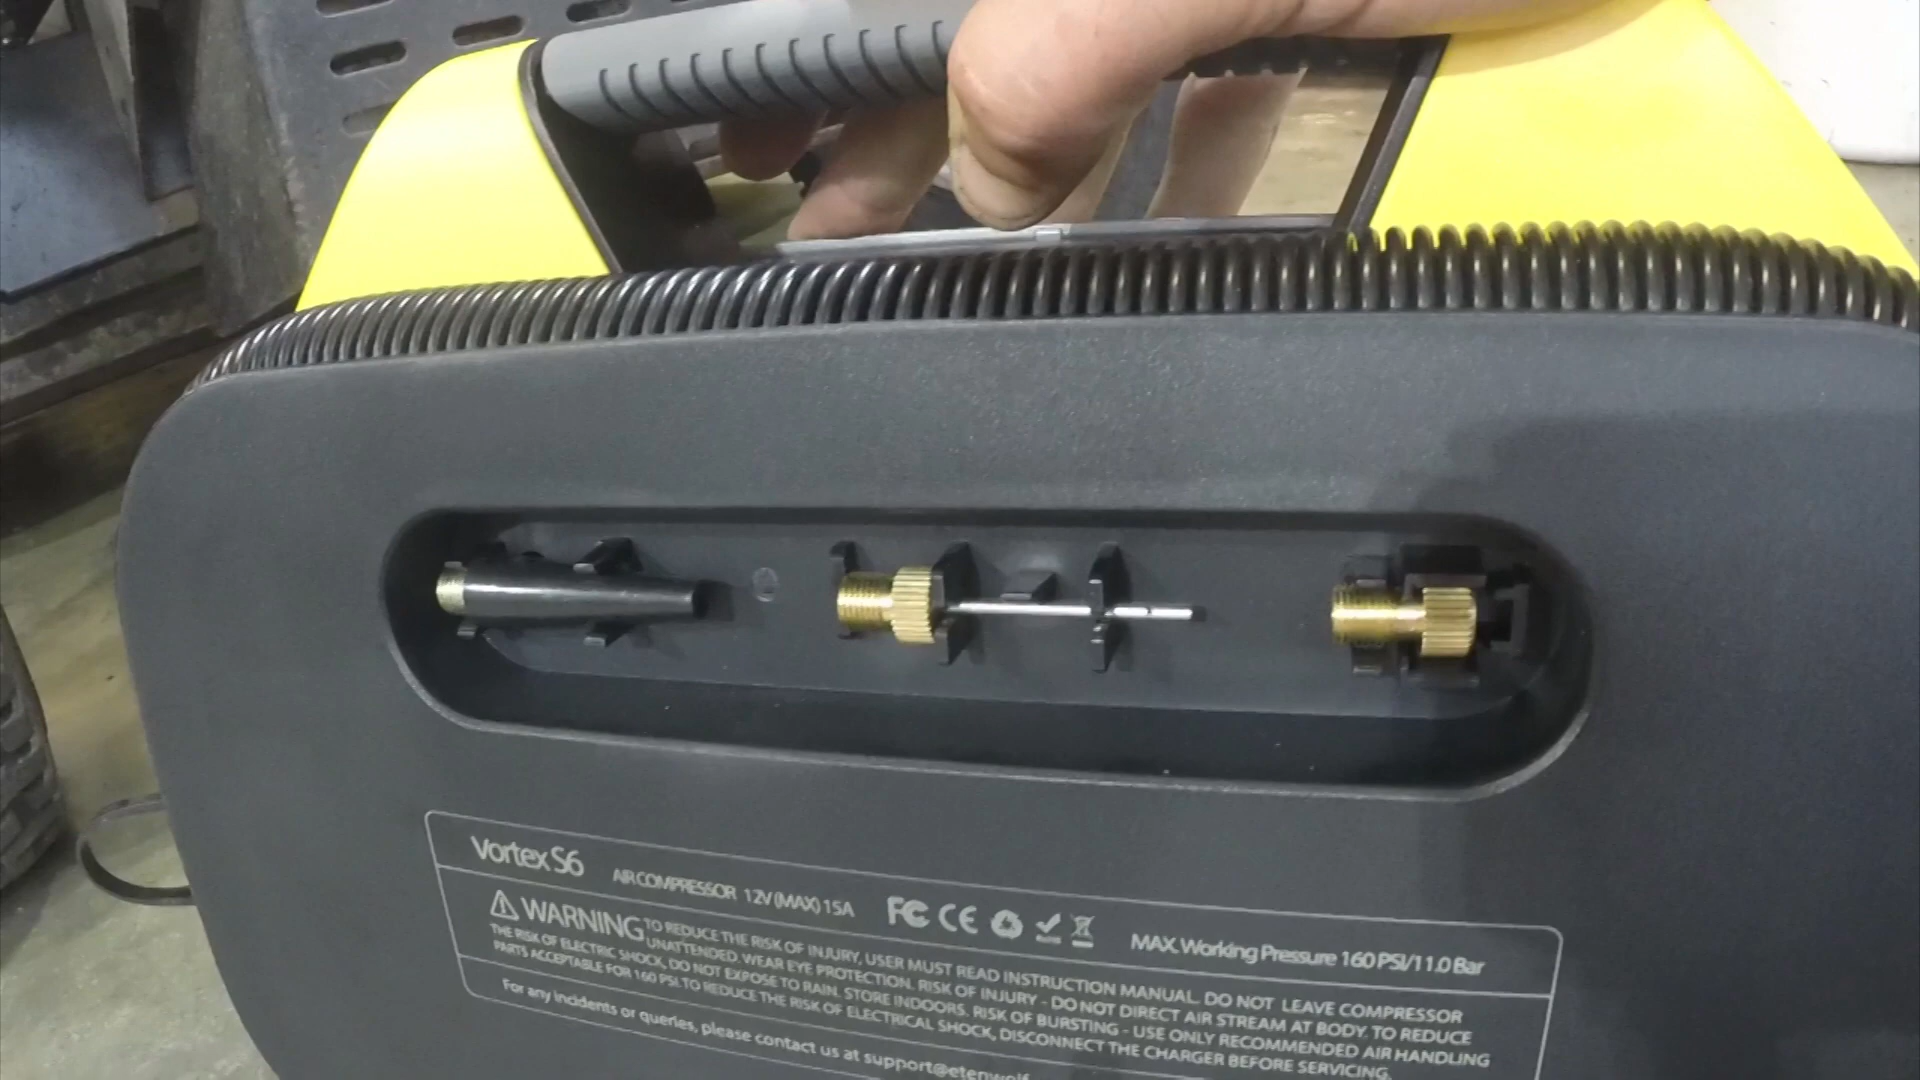 Vortex S6 AIR COMPRESSOR 12V (MAX) 15A FC CE MAX. Working Pressure 160 PSI/11.0 Bar
WARNING TO REDUCE THE RISK OF INJURY, USER MUST READ INSTRUCTION MANUAL. DO NOT LEAVE COMPRESSOR
UNATTENDED. WEAR EYE PROTECTION. RISK OF INJURY - DO NOT DIRECT AIR STREAM AT BODY. TO REDUCE
THE RISK OF ELECTRIC SHOCK, DO NOT EXPOSE TO RAIN. STORE INDOORS. RISK OF BURSTING - USE ONLY RECOMMENDED AIR HANDLING
PARTS ACCEPTABLE FOR 160 PSI. TO REDUCE THE RISK OF ELECTRICAL SHOCK, DISCONNECT THE CHARGER BEFORE SERVICING.
For any incidents or queries, please contact us at support@etenwolf